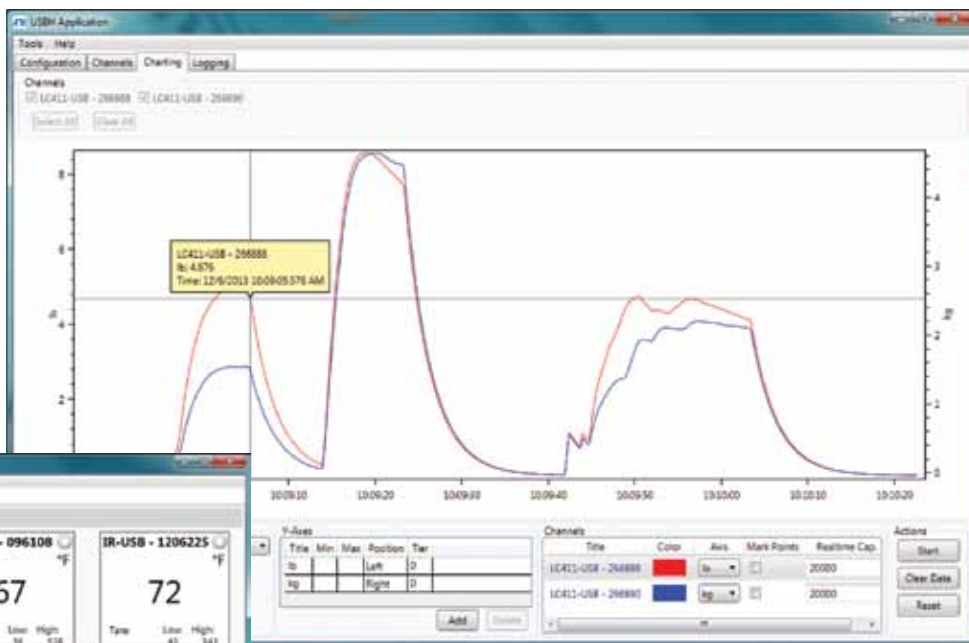 USBH Application
Tools Help
Configuration Channels Charting Logging
Channels
LC411-USB - 266888 LC411-USB - 266890
Select All Clear All
8
6
4
2
lb
LC411-USB - 266888
lb: 4.676
Time: 12/6/2013 10:09:05.576 AM
4
3
2
1
0
kg
10:09:10 10:09:20 10:09:30 10:09:40 10:09:50 10:10:00 10:10:10 10:10:20
- 096108
°F
67
Low: High:
IR-USB - 1206225
°F
72
Tare Low: High:
Y-Axes
Title Min Max Position Tier
lb Left 0
kg Right 0
Add Delete
Channels
Title Color Axis Mark Points Realtime Cap.
LC411-USB - 266888 lb 20000
LC411-USB - 266890 kg 20000
Actions
Start
Clear Data
Reset